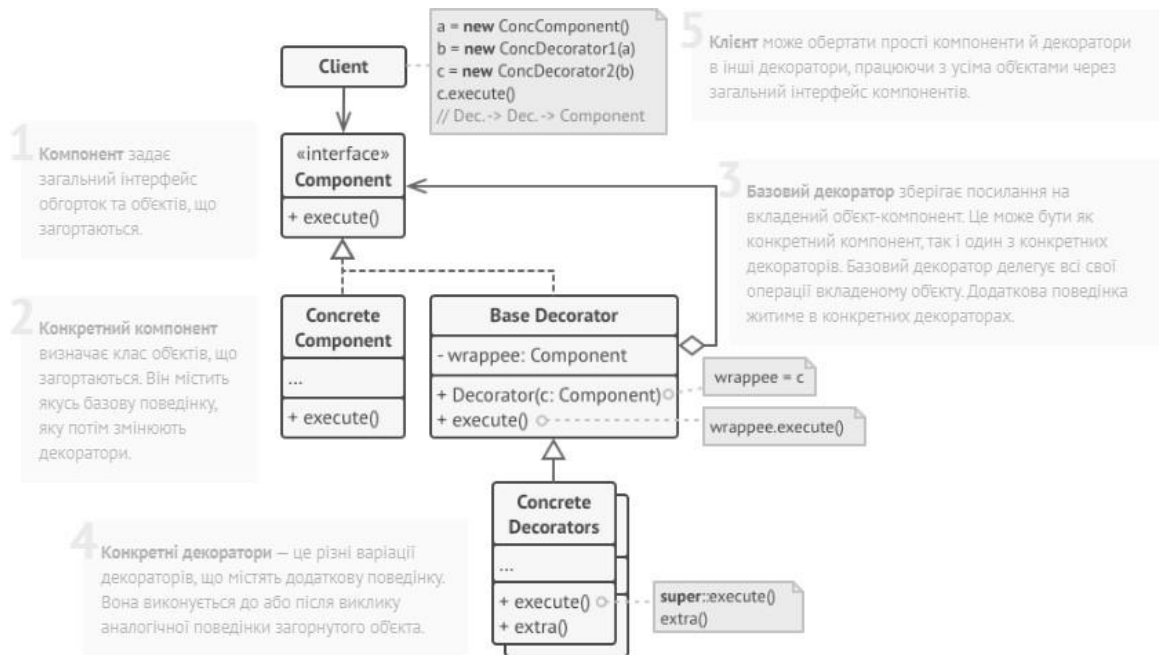 a = new ConcComponent()
b = new ConcDecorator1(a)
c = new ConcDecorator2(b)
c.execute()
// Dec. -> Dec. -> Component
Client
5
Клієнт може обертати прості компоненти й декоратори
в інші декоратори, працюючи з усіма об'єктами через
загальний інтерфейс компонентів.
1
Компонент задає
загальний інтерфейс
обгорток та об'єктів, що
загортаються.
«interface»
Component
+ execute()
3
Базовий декоратор зберігає посилання на
вкладений об'єкт-компонент. Це може бути як
конкретний компонент, так і один з конкретних
декораторів. Базовий декоратор делегує всі свої
операції вкладеному об'єкту. Додаткова поведінка
житиме в конкретних декораторах.
2
Конкретний компонент
визначає клас об'єктів, що
загортаються. Він містить
якусь базову поведінку,
яку потім змінюють
декоратори.
Concrete
Component
...
+ execute()
Base Decorator
- wrappee: Component
+ Decorator(c: Component)
+ execute()
wrappee = c
wrappee.execute()
4
Конкретні декоратори — це різні варіації
декораторів, що містять додаткову поведінку.
Вона виконується до або після виклику
аналогічної поведінки загорнутого об'єкта.
Concrete
Decorators
...
+ execute()
+ extra()
super::execute()
extra()